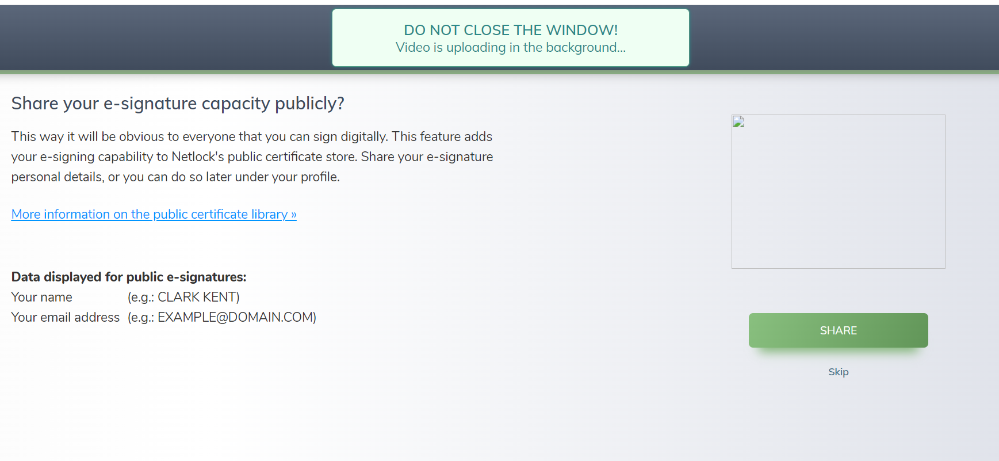 DO NOT CLOSE THE WINDOW!
Video is uploading in the background...
Share your e-signature capacity publicly?
This way it will be obvious to everyone that you can sign digitally. This feature adds
your e-signing capability to Netlock's public certificate store. Share your e-signature
personal details, or you can do so later under your profile.
More information on the public certificate library »
Data displayed for public e-signatures:
Your name (e.g.: CLARK KENT)
Your email address (e.g.: EXAMPLE@DOMAIN.COM)
SHARE
Skip